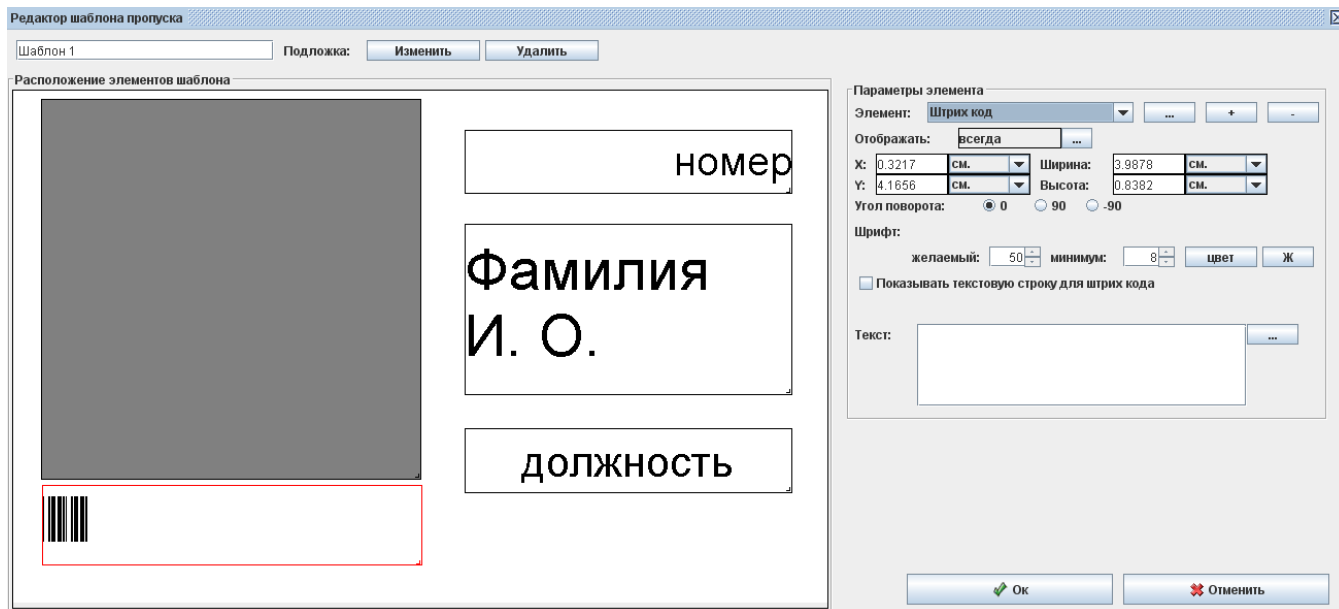 Редактор шаблона пропуска
Шаблон 1 Подложка: Изменить Удалить
Расположение элементов шаблона
номер
Фамилия
И. О.
должность
Параметры элемента
Элемент: Штрих код ... + -
Отображать: всегда ...
X: 0.3217 см. Ширина: 3.9878 см.
Y: 4.1656 см. Высота: 0.8382 см.
Угол поворота: 0 90 -90
Шрифт:
желаемый: 50 минимум: 8 цвет Ж
Показывать текстовую строку для штрих кода
Текст: ...
Ок Отменить